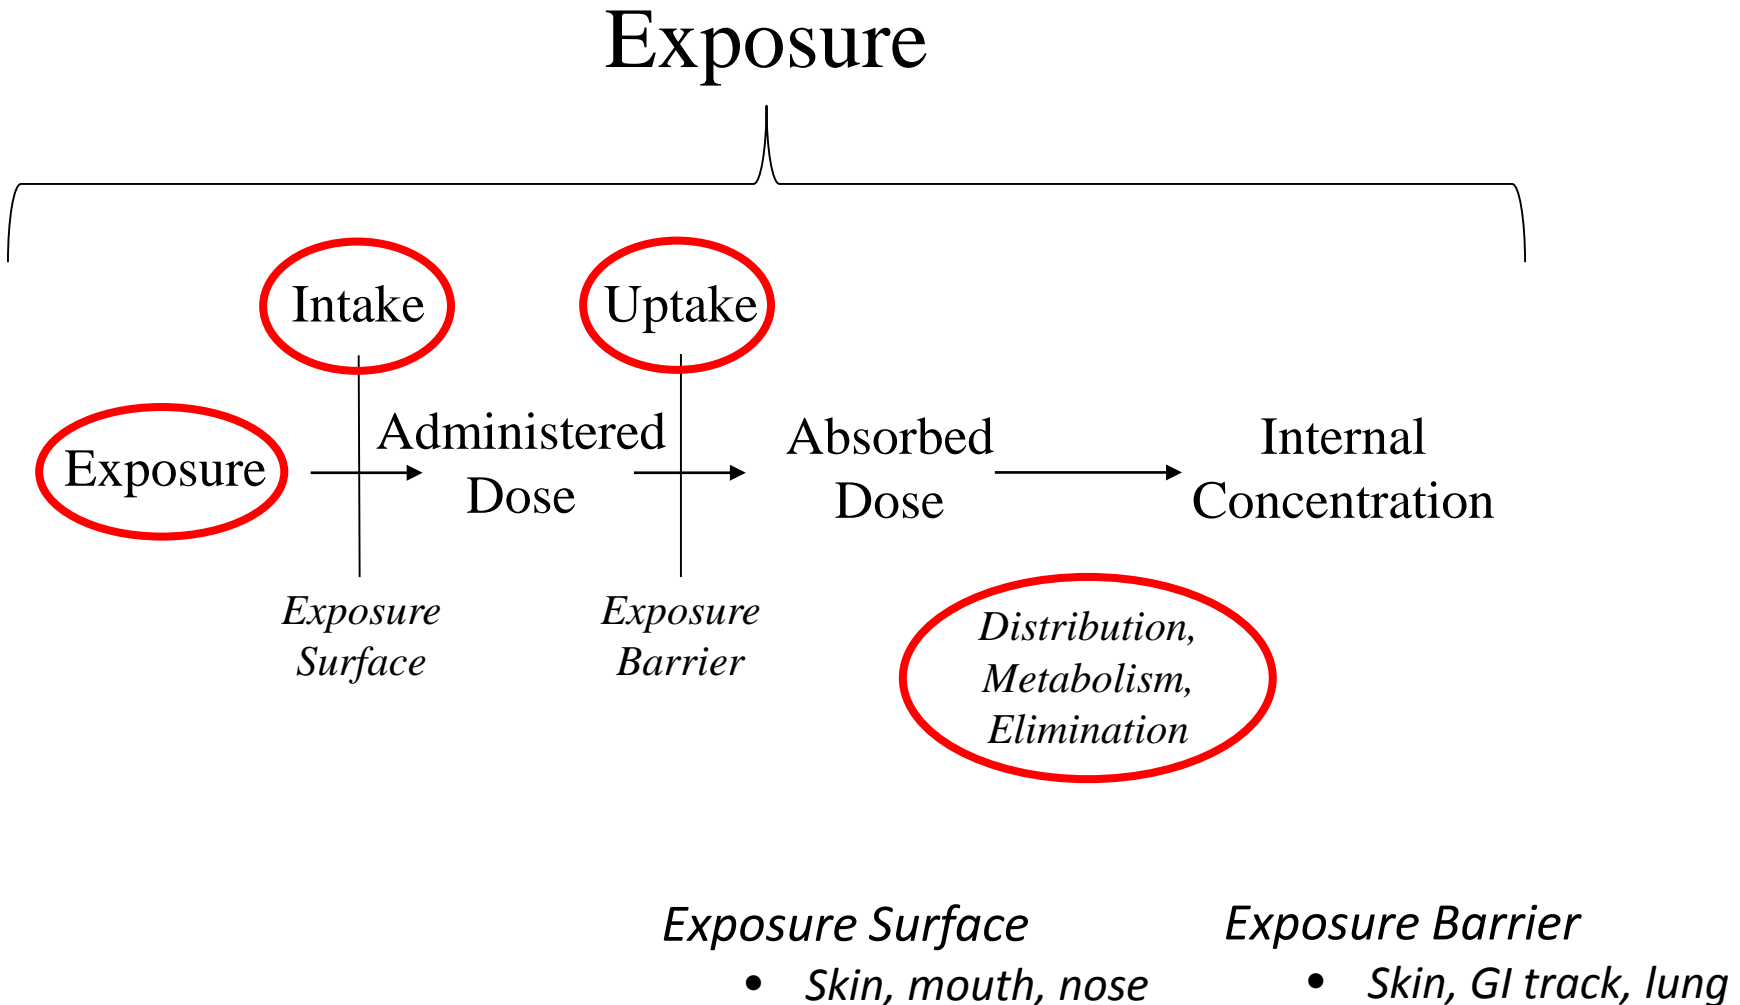 Exposure
Intake
Uptake
Exposure
Administered
Dose
Absorbed
Dose
Internal
Concentration
Exposure
Surface
Exposure
Barrier
Distribution,
Metabolism,
Elimination
Exposure Surface
• Skin, mouth, nose
Exposure Barrier
• Skin, GI track, lung